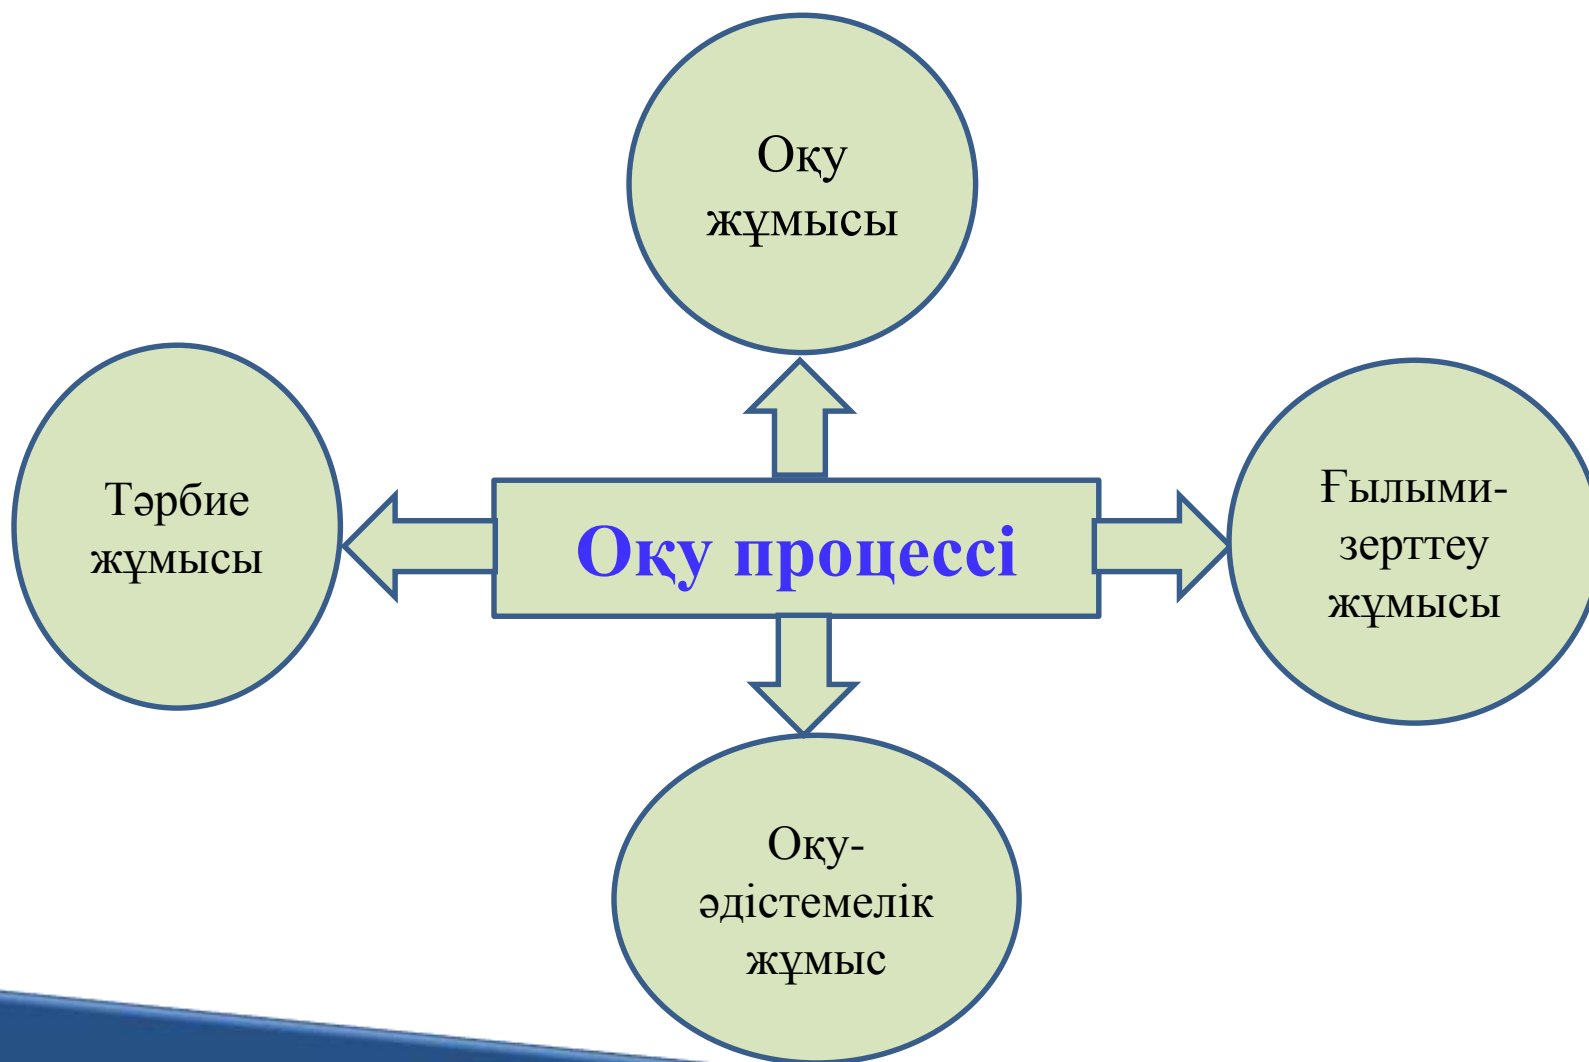 Оқу
жұмысы
Тәрбие
жұмысы
Оқу процессі
Ғылыми-
зерттеу
жұмысы
Оқу-
әдістемелік
жұмыс